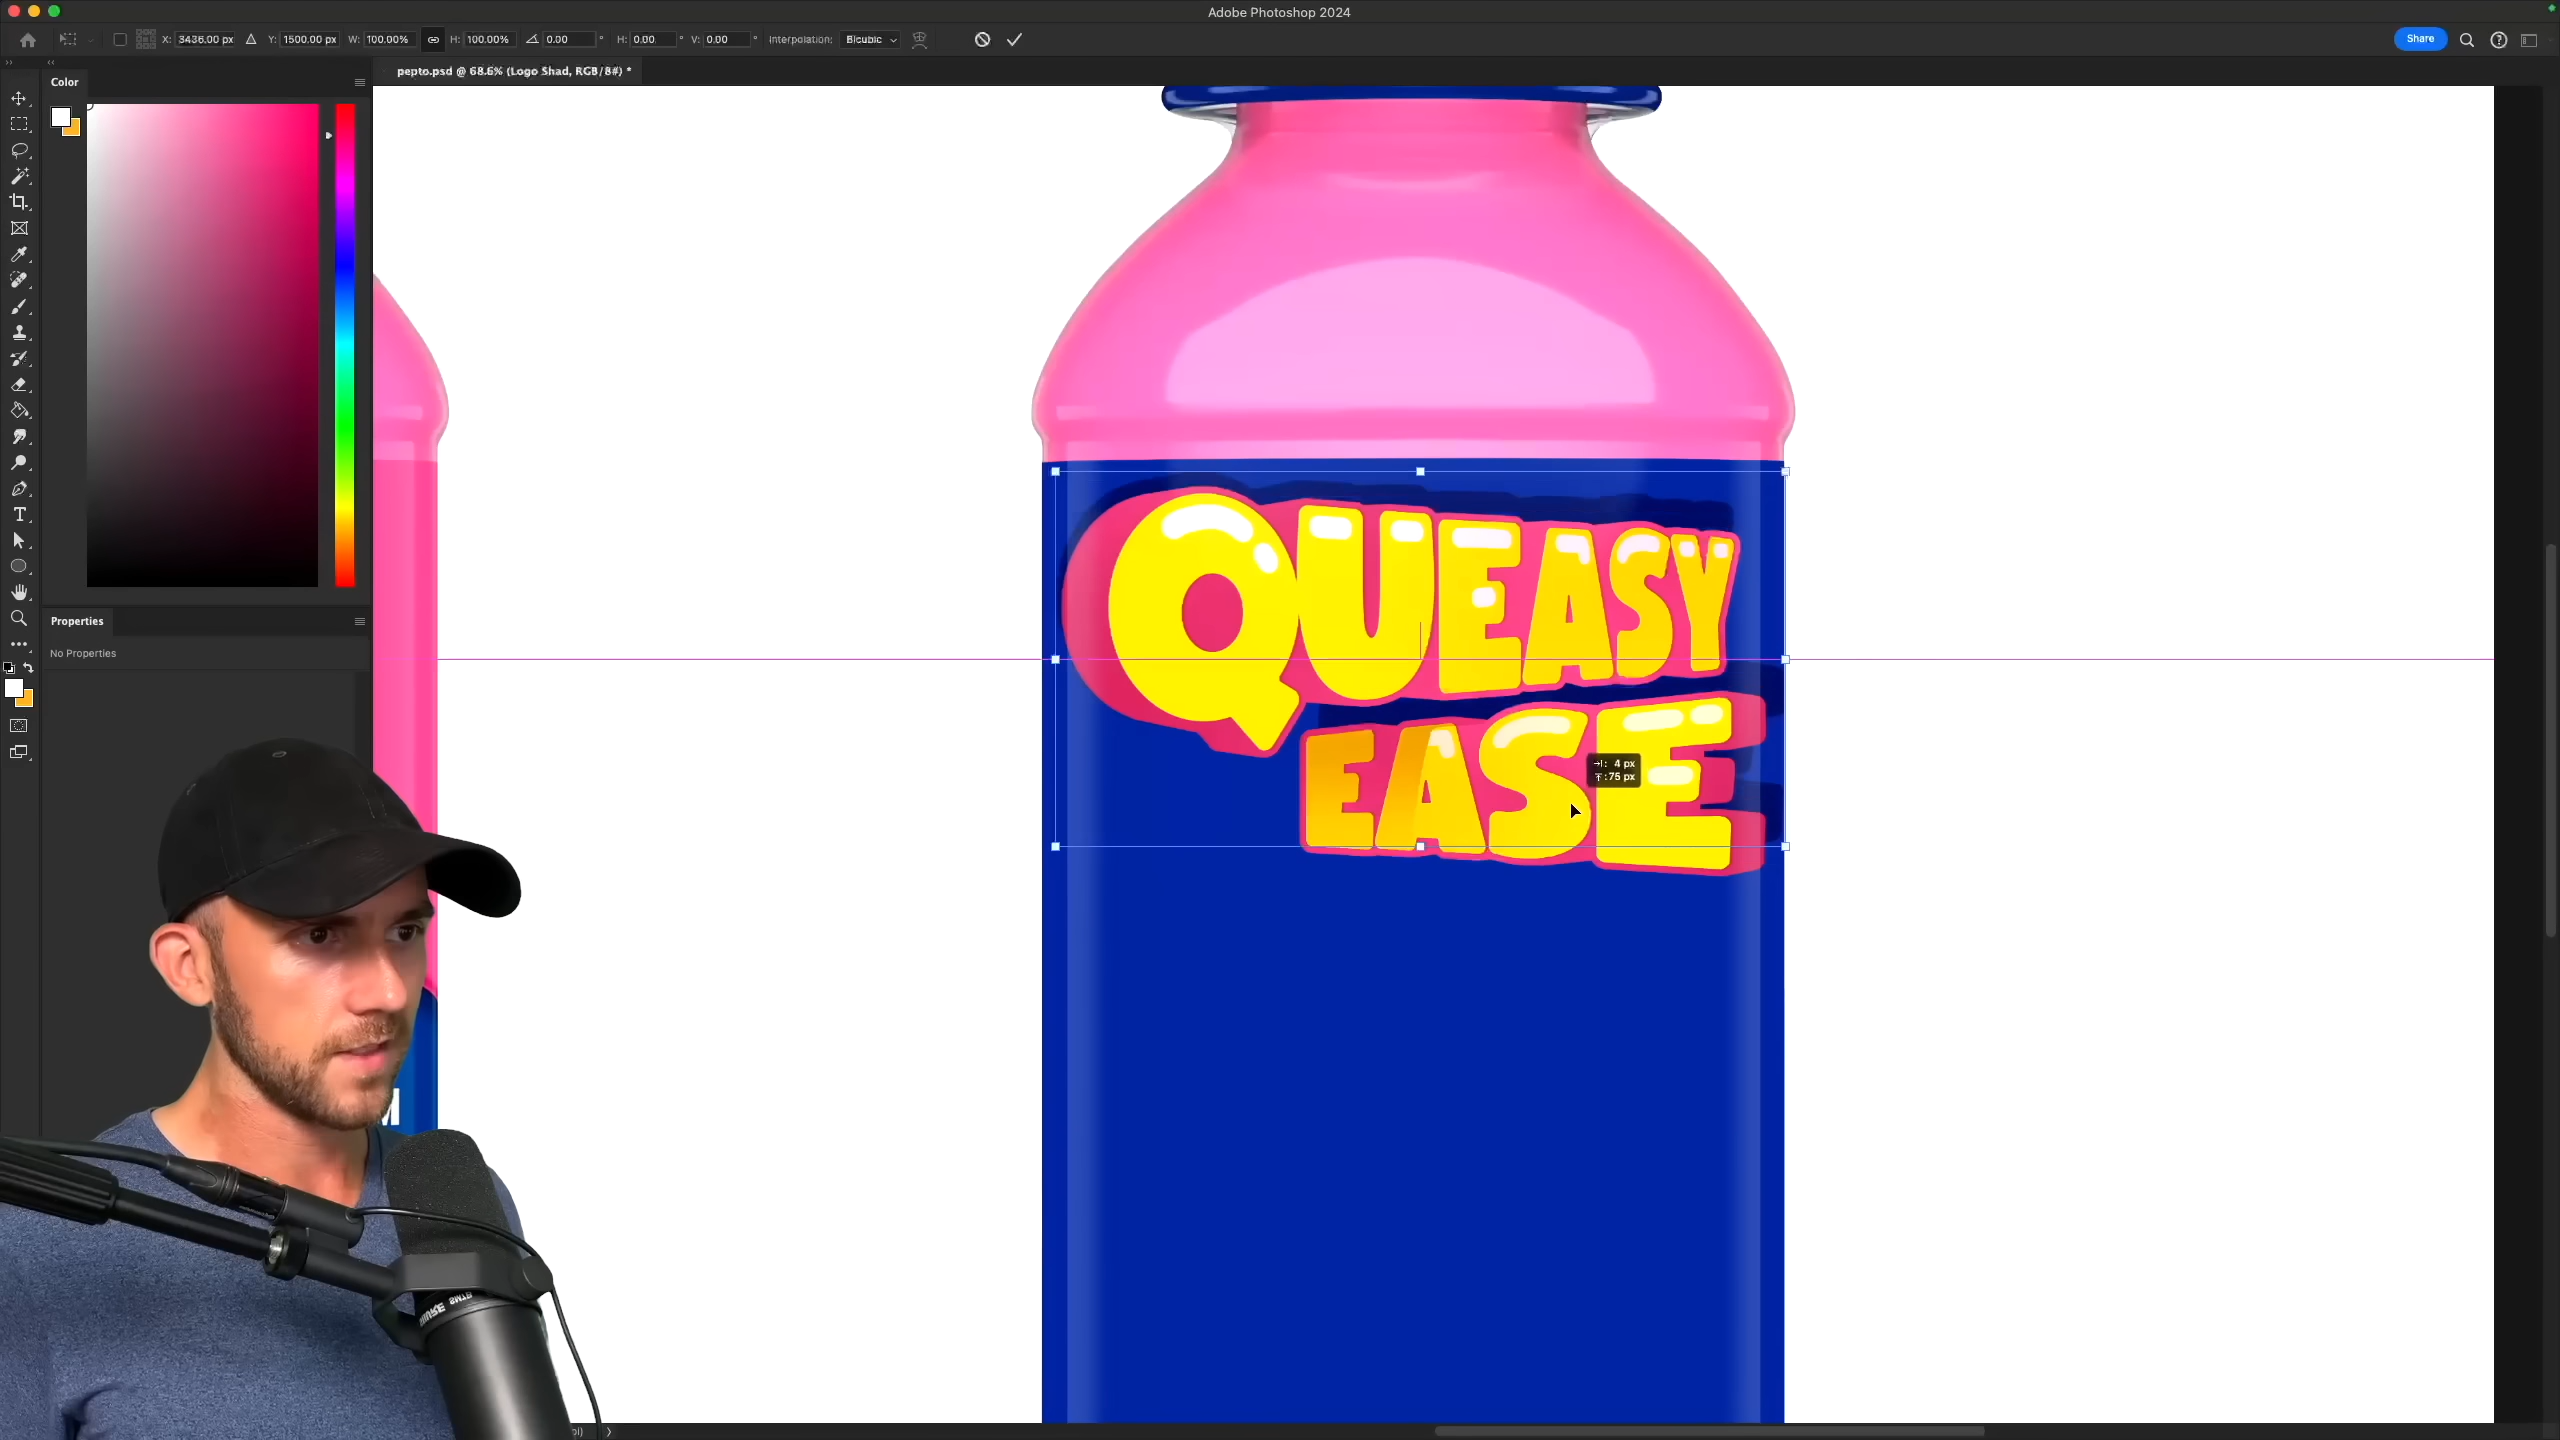 Adobe Photoshop 2024
X: 3436.00 px Y: 1500.00 px W: 100.00% H: 100.00% 0.00 ° H: 0.00 ° V: 0.00 ° Interpolation: Bicubic
Share
pepto.psd @ 68.6% (Logo Shad, RGB/8#) *
Color
Properties
No Properties
QUEASY
EASE
4 px
75 px
M
SHURE SM7B